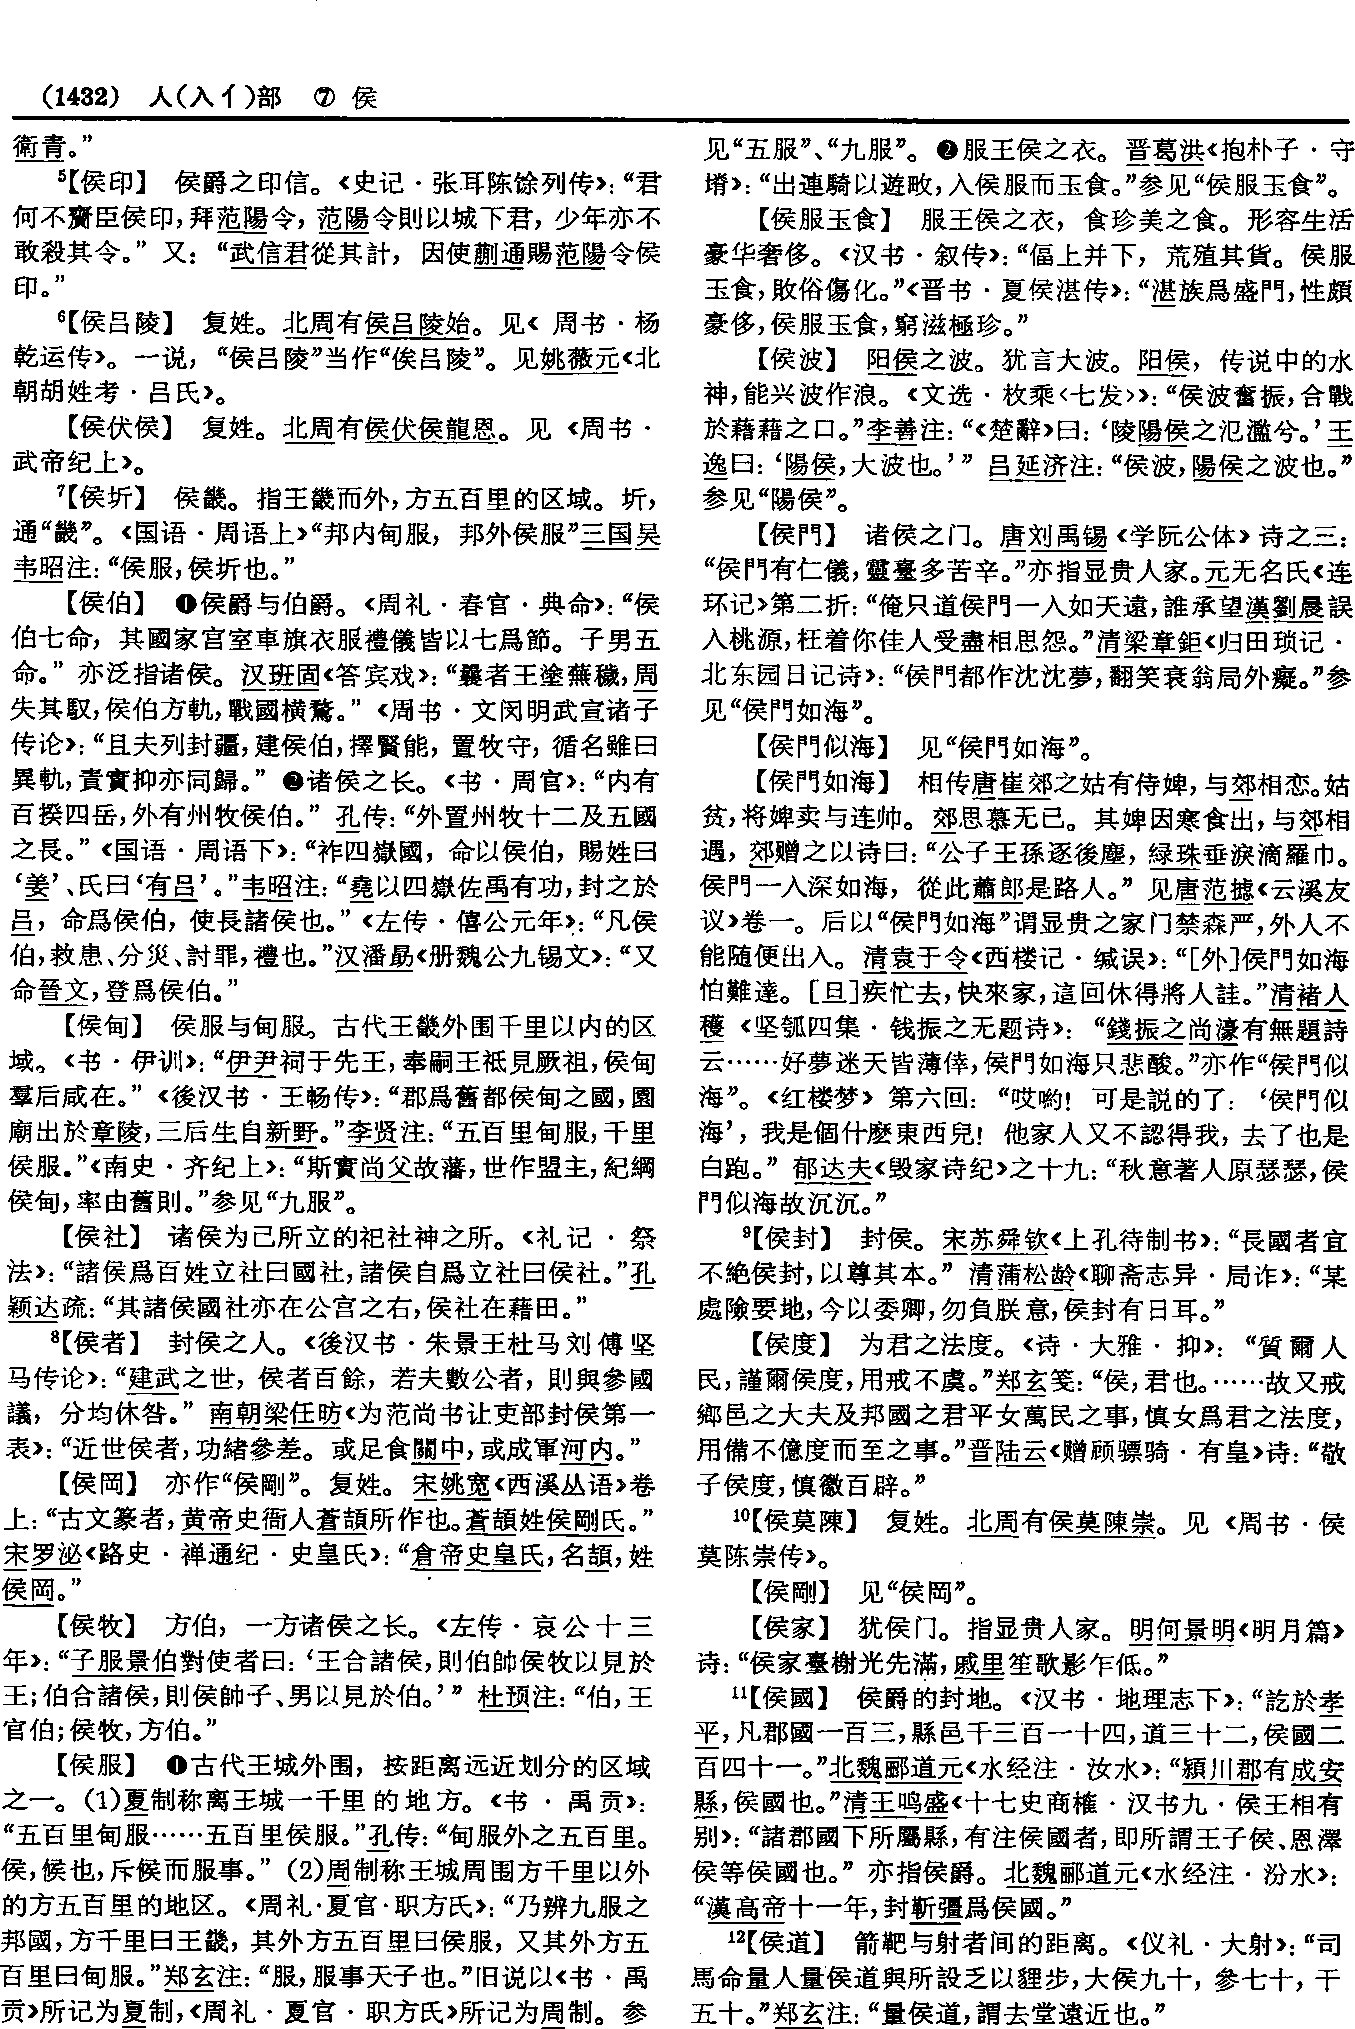 (1432) 人(入亻)部 ⑦ 侯
衛青。”
⁵【侯印】 侯爵之印信。《史记·张耳陈馀列传》：“君
何不齎臣侯印，拜范陽令，范陽令則以城下君，少年亦不
敢殺其令。”又：“武信君從其計，因使蒯通賜范陽令侯
印。”
⁶【侯吕陵】 复姓。北周有侯吕陵始。见《周书·杨
乾运传》。一说，“侯吕陵”当作“俟吕陵”。见姚薇元《北
朝胡姓考·吕氏》。
【侯伏侯】 复姓。北周有侯伏侯龍恩。见《周书·
武帝纪上》。
⁷【侯圻】 侯畿。指王畿而外，方五百里的区域。圻，
通“畿”。《国语·周语上》“邦内甸服，邦外侯服”三国吴
韦昭注：“侯服，侯圻也。”
【侯伯】 ❶侯爵与伯爵。《周礼·春官·典命》：“侯
伯七命，其國家宫室車旗衣服禮儀皆以七爲節。子男五
命。”亦泛指诸侯。汉班固《答宾戏》：“曩者王塗蕪穢，周
失其馭，侯伯方軌，戰國横騖。”《周书·文闵明武宣诸子
传论》：“且夫列封疆，建侯伯，擇賢能，置牧守，循名雖曰
異軌，責實抑亦同歸。”❷诸侯之长。《书·周官》：“内有
百揆四岳，外有州牧侯伯。”孔传：“外置州牧十二及五國
之長。”《国语·周语下》：“祚四嶽國，命以侯伯，賜姓曰
‘姜’、氏曰‘有吕’。”韦昭注：“堯以四嶽佐禹有功，封之於
吕，命爲侯伯，使長諸侯也。”《左传·僖公元年》：“凡侯
伯，救患、分災、討罪，禮也。”汉潘勗《册魏公九锡文》：“又
命晉文，登爲侯伯。”
【侯甸】 侯服与甸服。古代王畿外围千里以内的区
域。《书·伊训》：“伊尹祠于先王，奉嗣王祗見厥祖，侯甸
羣后咸在。”《後汉书·王畅传》：“郡爲舊都侯甸之國，園
廟出於章陵，三后生自新野。”李贤注：“五百里甸服，千里
侯服。”《南史·齐纪上》：“斯實尚父故藩，世作盟主，紀綱
侯甸，率由舊則。”参见“九服”。
【侯社】 诸侯为己所立的祀社神之所。《礼记·祭
法》：“諸侯爲百姓立社曰國社，諸侯自爲立社曰侯社。”孔
颖达疏：“其諸侯國社亦在公宫之右，侯社在藉田。”
⁸【侯者】 封侯之人。《後汉书·朱景王杜马刘傅坚
马传论》：“建武之世，侯者百餘，若夫數公者，則與參國
議，分均休咎。”南朝梁任昉《为范尚书让吏部封侯第一
表》：“近世侯者，功緒參差。或足食關中，或成軍河内。”
【侯岡】 亦作“侯剛”。复姓。宋姚宽《西溪丛语》卷
上：“古文篆者，黄帝史衙人蒼頡所作也。蒼頡姓侯剛氏。”
宋罗泌《路史·禅通纪·史皇氏》：“倉帝史皇氏，名頡，姓
侯岡。”
【侯牧】 方伯，一方诸侯之长。《左传·哀公十三
年》：“子服景伯對使者曰：‘王合諸侯，則伯帥侯牧以見於
王；伯合諸侯，則侯帥子、男以見於伯。’”杜预注：“伯，王
官伯；侯牧，方伯。”
【侯服】 ❶古代王城外围，按距离远近划分的区域
之一。(1)夏制称离王城一千里的地方。《书·禹贡》：
“五百里甸服……五百里侯服。”孔传：“甸服外之五百里。
侯，候也，斥候而服事。”(2)周制称王城周围方千里以外
的方五百里的地区。《周礼·夏官·职方氏》：“乃辨九服之
邦國，方千里曰王畿，其外方五百里曰侯服，又其外方五
百里曰甸服。”郑玄注：“服，服事天子也。”旧说以《书·禹
贡》所记为夏制，《周礼·夏官·职方氏》所记为周制。参
见“五服”、“九服”。❷服王侯之衣。晋葛洪《抱朴子·守
塉》：“出連騎以遊畋，入侯服而玉食。”参见“侯服玉食”。
【侯服玉食】 服王侯之衣，食珍美之食。形容生活
豪华奢侈。《汉书·叙传》：“偪上并下，荒殖其貨。侯服
玉食，敗俗傷化。”《晋书·夏侯湛传》：“湛族爲盛門，性頗
豪侈，侯服玉食，窮滋極珍。”
【侯波】 阳侯之波。犹言大波。阳侯，传说中的水
神，能兴波作浪。《文选·枚乘〈七发〉》：“侯波奮振，合戰
於藉藉之口。”李善注：“《楚辭》曰：‘陵陽侯之氾濫兮。’王
逸曰：‘陽侯，大波也。’”吕延济注：“侯波，陽侯之波也。”
参见“陽侯”。
【侯門】 诸侯之门。唐刘禹锡《学阮公体》诗之三：
“侯門有仁儀，靈臺多苦辛。”亦指显贵人家。元无名氏《连
环记》第二折：“俺只道侯門一入如天遠，誰承望漢劉晨誤
入桃源，枉着你佳人受盡相思怨。”清梁章鉅《归田琐记·
北东园日记诗》：“侯門都作沈沈夢，翻笑衰翁局外癡。”参
见“侯門如海”。
【侯門似海】 见“侯門如海”。
【侯門如海】 相传唐崔郊之姑有侍婢，与郊相恋。姑
贫，将婢卖与连帅。郊思慕无已。其婢因寒食出，与郊相
遇，郊赠之以诗曰：“公子王孫逐後塵，緑珠垂淚滴羅巾。
侯門一入深如海，從此蕭郎是路人。”见唐范摅《云溪友
议》卷一。后以“侯門如海”谓显贵之家门禁森严，外人不
能随便出入。清袁于令《西楼记·缄误》：“[外]侯門如海
怕難達。[旦]疾忙去，快來家，這回休得將人詿。”清褚人
穫《坚瓠四集·钱振之无题诗》：“錢振之尚濠有無題詩
云……好夢迷天皆薄倖，侯門如海只悲酸。”亦作“侯門似
海”。《红楼梦》第六回：“哎喲！可是説的了：‘侯門似
海’，我是個什麽東西兒！他家人又不認得我，去了也是
白跑。”郁达夫《毁家诗纪》之十九：“秋意著人原瑟瑟，侯
門似海故沉沉。”
⁹【侯封】 封侯。宋苏舜钦《上孔待制书》：“長國者宜
不絶侯封，以尊其本。”清蒲松龄《聊斋志异·局诈》：“某
處險要地，今以委卿，勿負朕意，侯封有日耳。”
【侯度】 为君之法度。《诗·大雅·抑》：“質爾人
民，謹爾侯度，用戒不虞。”郑玄笺：“侯，君也。……故又戒
鄉邑之大夫及邦國之君平女萬民之事，慎女爲君之法度，
用備不億度而至之事。”晋陆云《赠顾骠骑·有皇》诗：“敬
子侯度，慎徽百辟。”
¹⁰【侯莫陳】 复姓。北周有侯莫陳崇。见《周书·侯
莫陈崇传》。
【侯剛】 见“侯岡”。
【侯家】 犹侯门。指显贵人家。明何景明《明月篇》
诗：“侯家臺榭光先滿，戚里笙歌影乍低。”
¹¹【侯國】 侯爵的封地。《汉书·地理志下》：“訖於孝
平，凡郡國一百三，縣邑千三百一十四，道三十二，侯國二
百四十一。”北魏郦道元《水经注·汝水》：“潁川郡有成安
縣，侯國也。”清王鸣盛《十七史商榷·汉书九·侯王相有
别》：“諸郡國下所屬縣，有注侯國者，即所謂王子侯、恩澤
侯等侯國也。”亦指侯爵。北魏郦道元《水经注·汾水》：
“漢高帝十一年，封靳彊爲侯國。”
¹²【侯道】 箭靶与射者间的距离。《仪礼·大射》：“司
馬命量人量侯道與所設乏以貍步，大侯九十，參七十，干
五十。”郑玄注：“量侯道，謂去堂遠近也。”